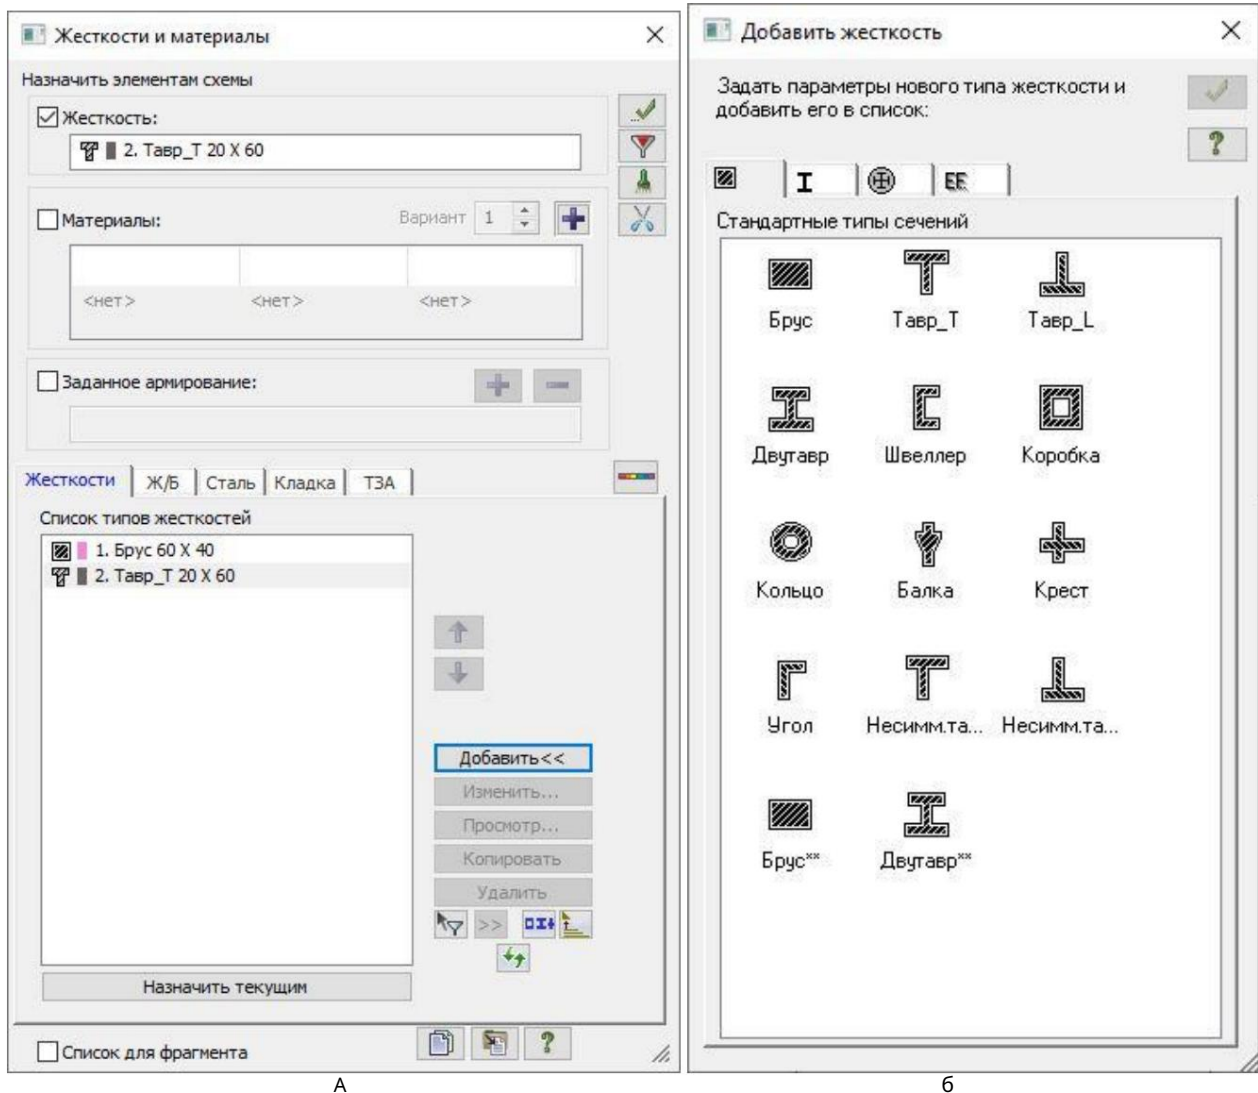 Жесткости и материалы
Назначить элементам схемы
Жесткость:
2. Тавр_Т 20 X 60
Материалы:
Вариант 1
<нет> <нет> <нет>
Заданное армирование:
Жесткости Ж/Б Сталь Кладка ТЗА
Список типов жесткостей
1. Брус 60 X 40
2. Тавр_Т 20 X 60
Добавить<<
Изменить...
Просмотр...
Копировать
Удалить
>>
Назначить текущим
Список для фрагмента
?
А
Добавить жесткость
Задать параметры нового типа жесткости и
добавить его в список:
?
I EE
Стандартные типы сечений
Брус Тавр_Т Тавр_L
Двутавр Швеллер Коробка
Кольцо Балка Крест
Угол Несимм.та... Несимм.та...
Брус** Двутавр**
б